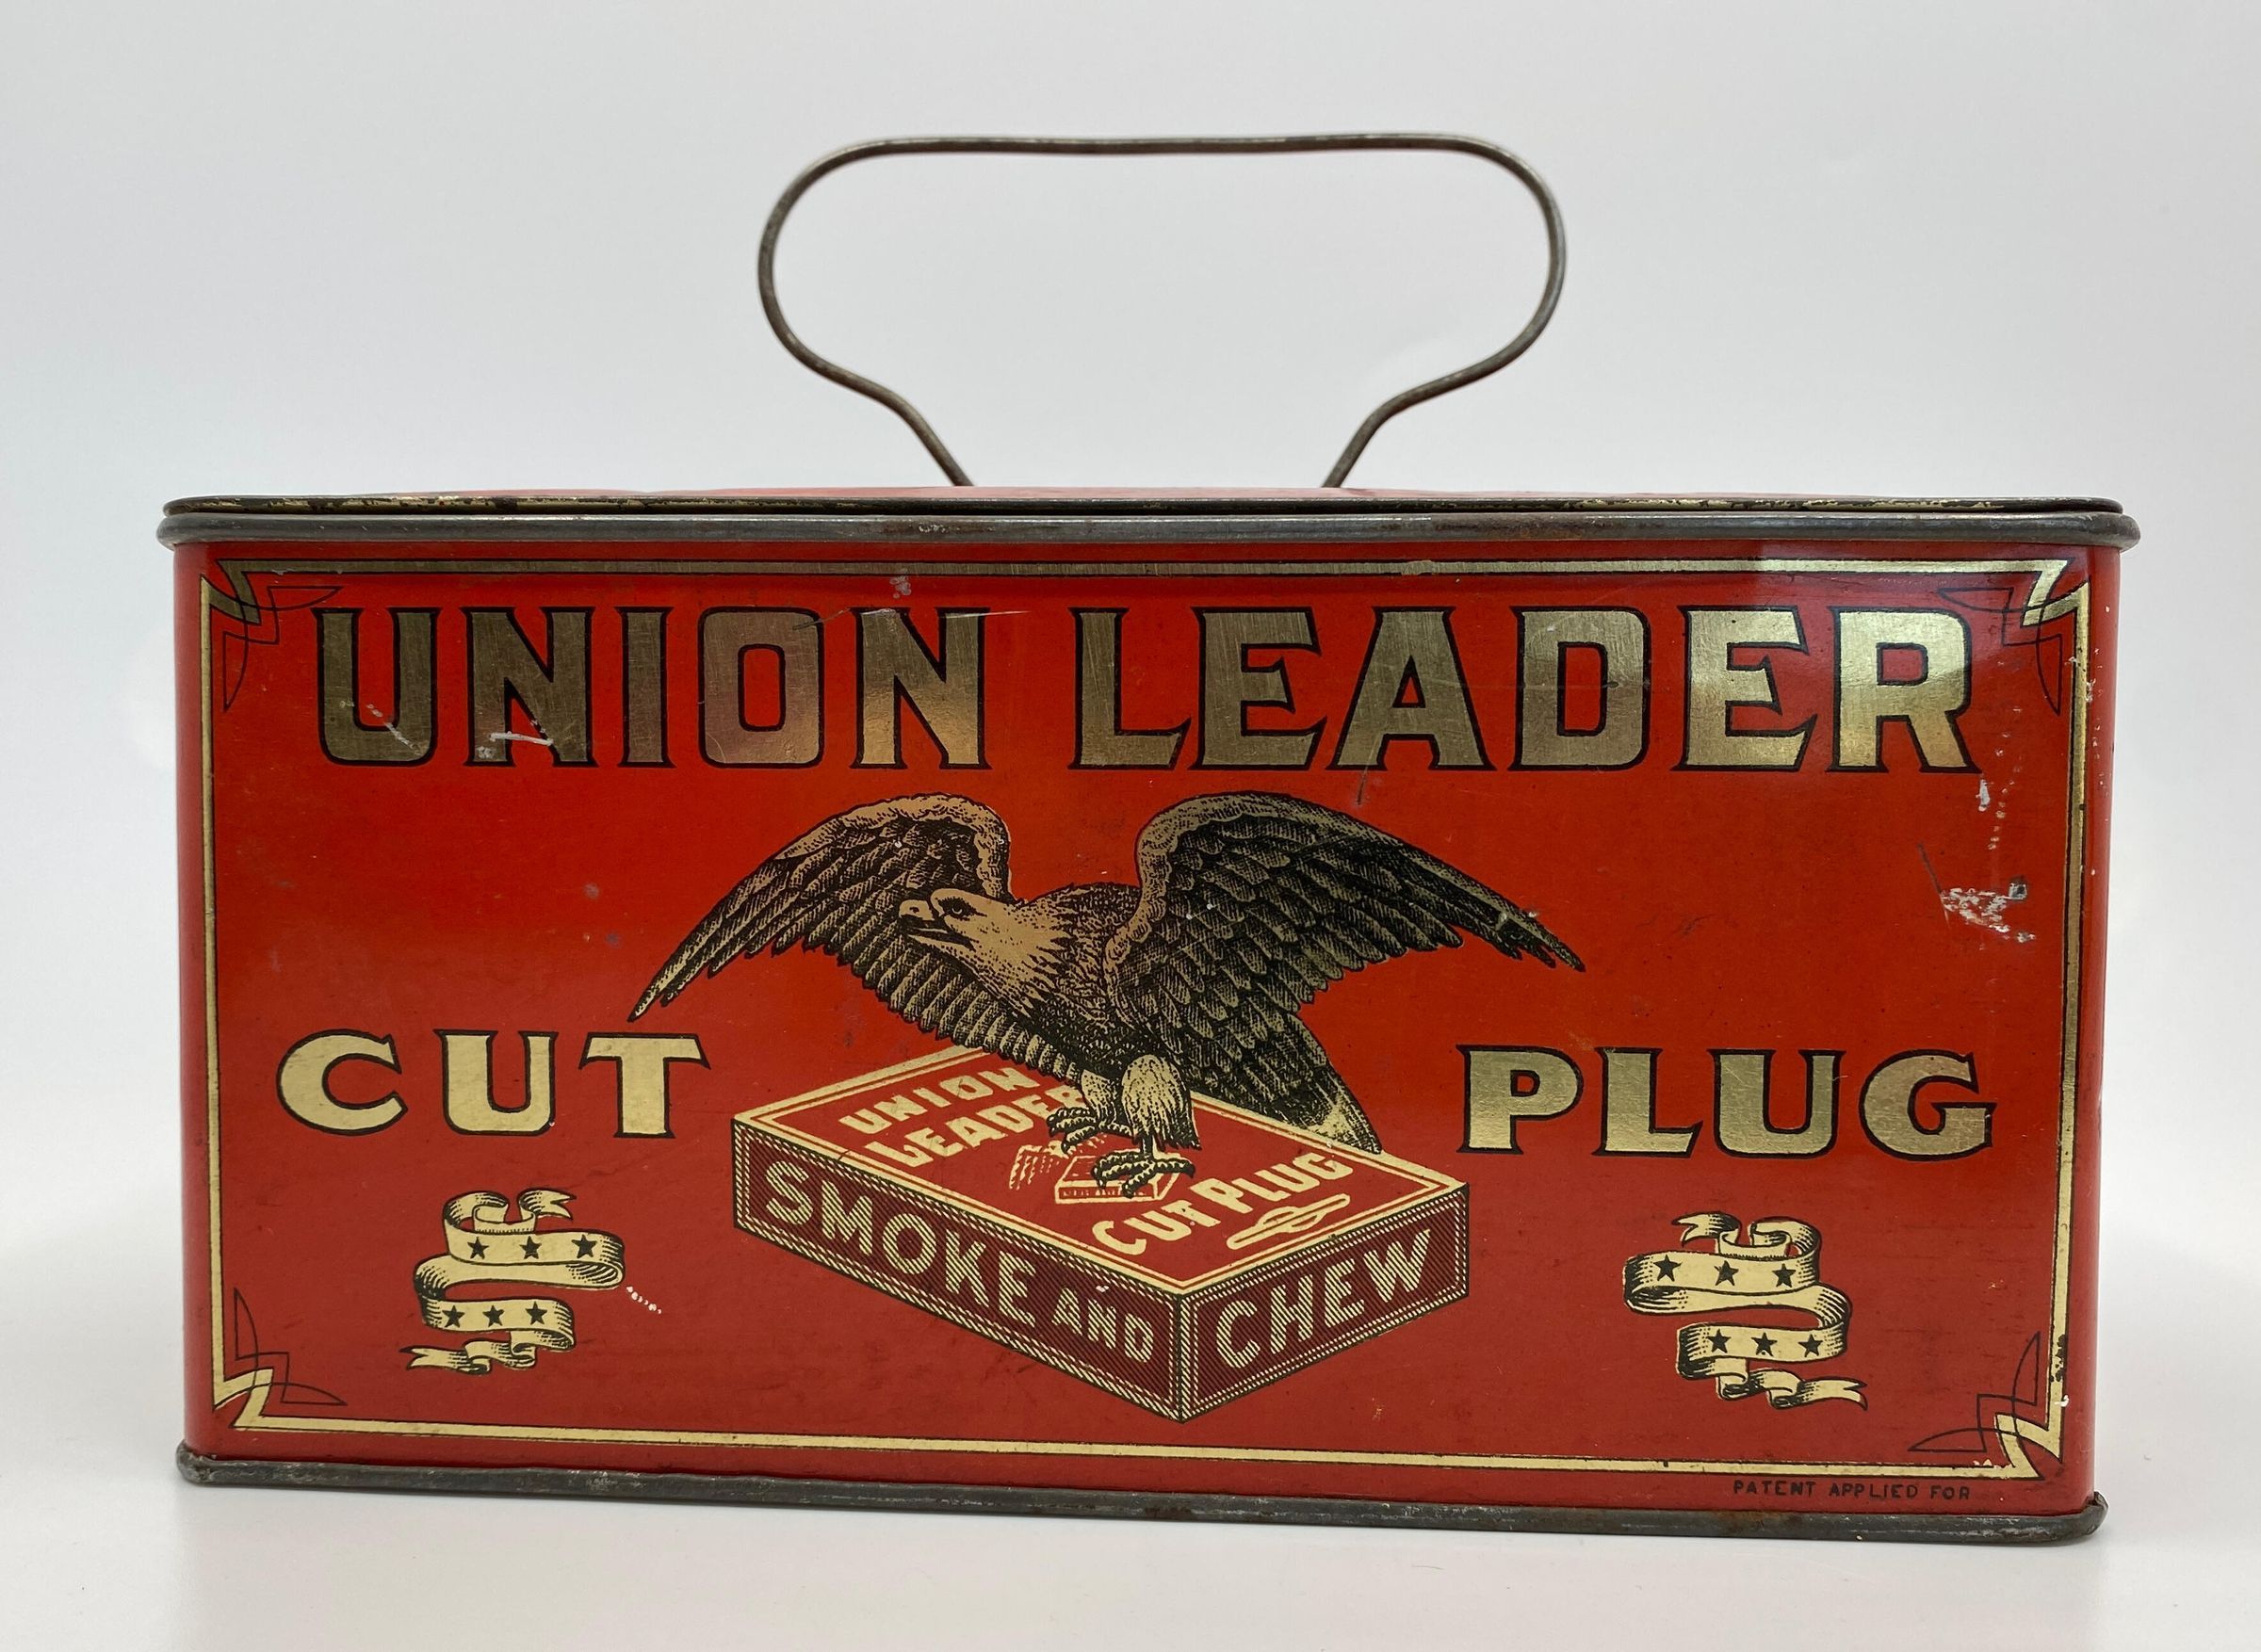 UNION LEADER
CUT PLUG
UNION
LEADER
CUT PLUG
SMOKE AND CHEW
PATENT APPLIED FOR